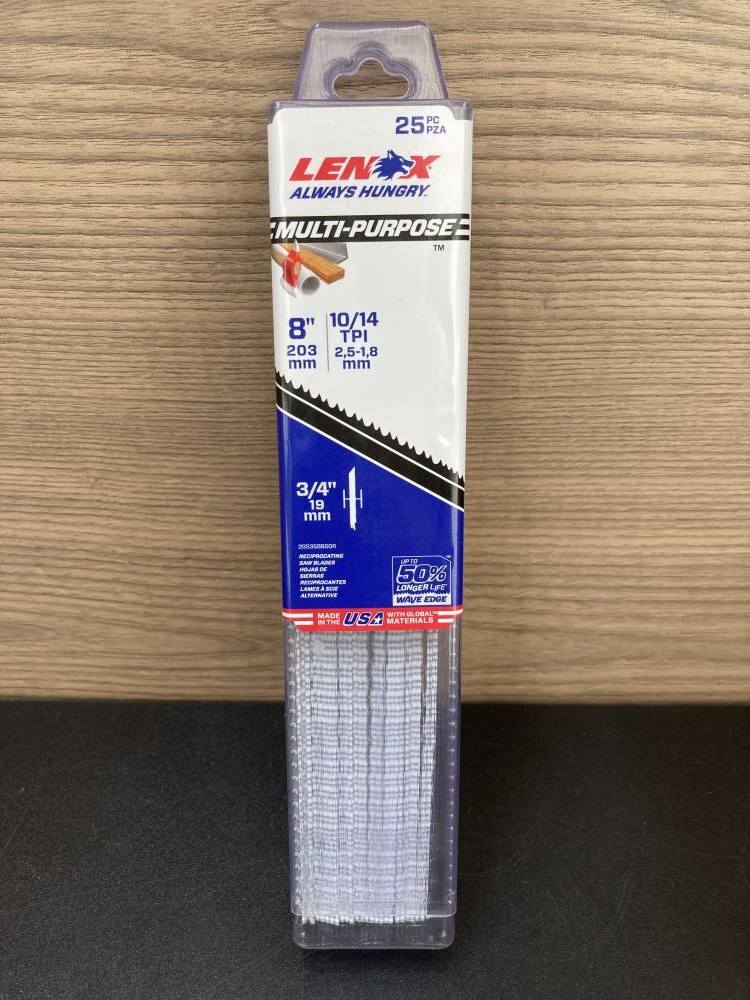 25 PC
PZA
LENOX
ALWAYS HUNGRY.
MULTI-PURPOSE
TM
8"
203
mm
10/14
TPI
2,5-1,8
mm
3/4"
19
mm
20535B850R
RECIPROCATING
SAW BLADES
HOJAS DE
SIERRAS
RECIPROCANTES
LAMES À SCIE
ALTERNATIVE
UP TO
50%
LONGER LIFE
WAVE EDGE
MADE
IN THE
USA
WITH GLOBAL
MATERIALS